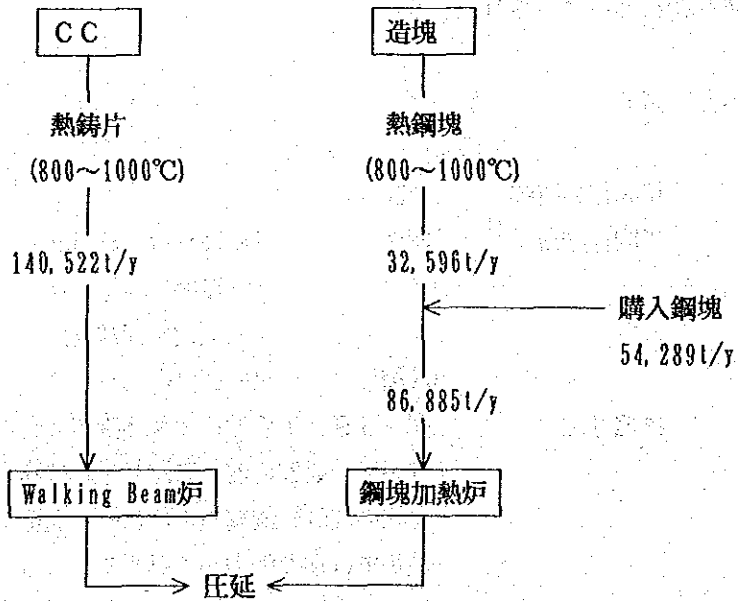 CC
造塊
熱鋳片
(800～1000℃)
熱鋼塊
(800～1000℃)
140,522t/y
32,596t/y
購入鋼塊
54,289t/y
86,885t/y
Walking Beam炉
鋼塊加熱炉
圧延